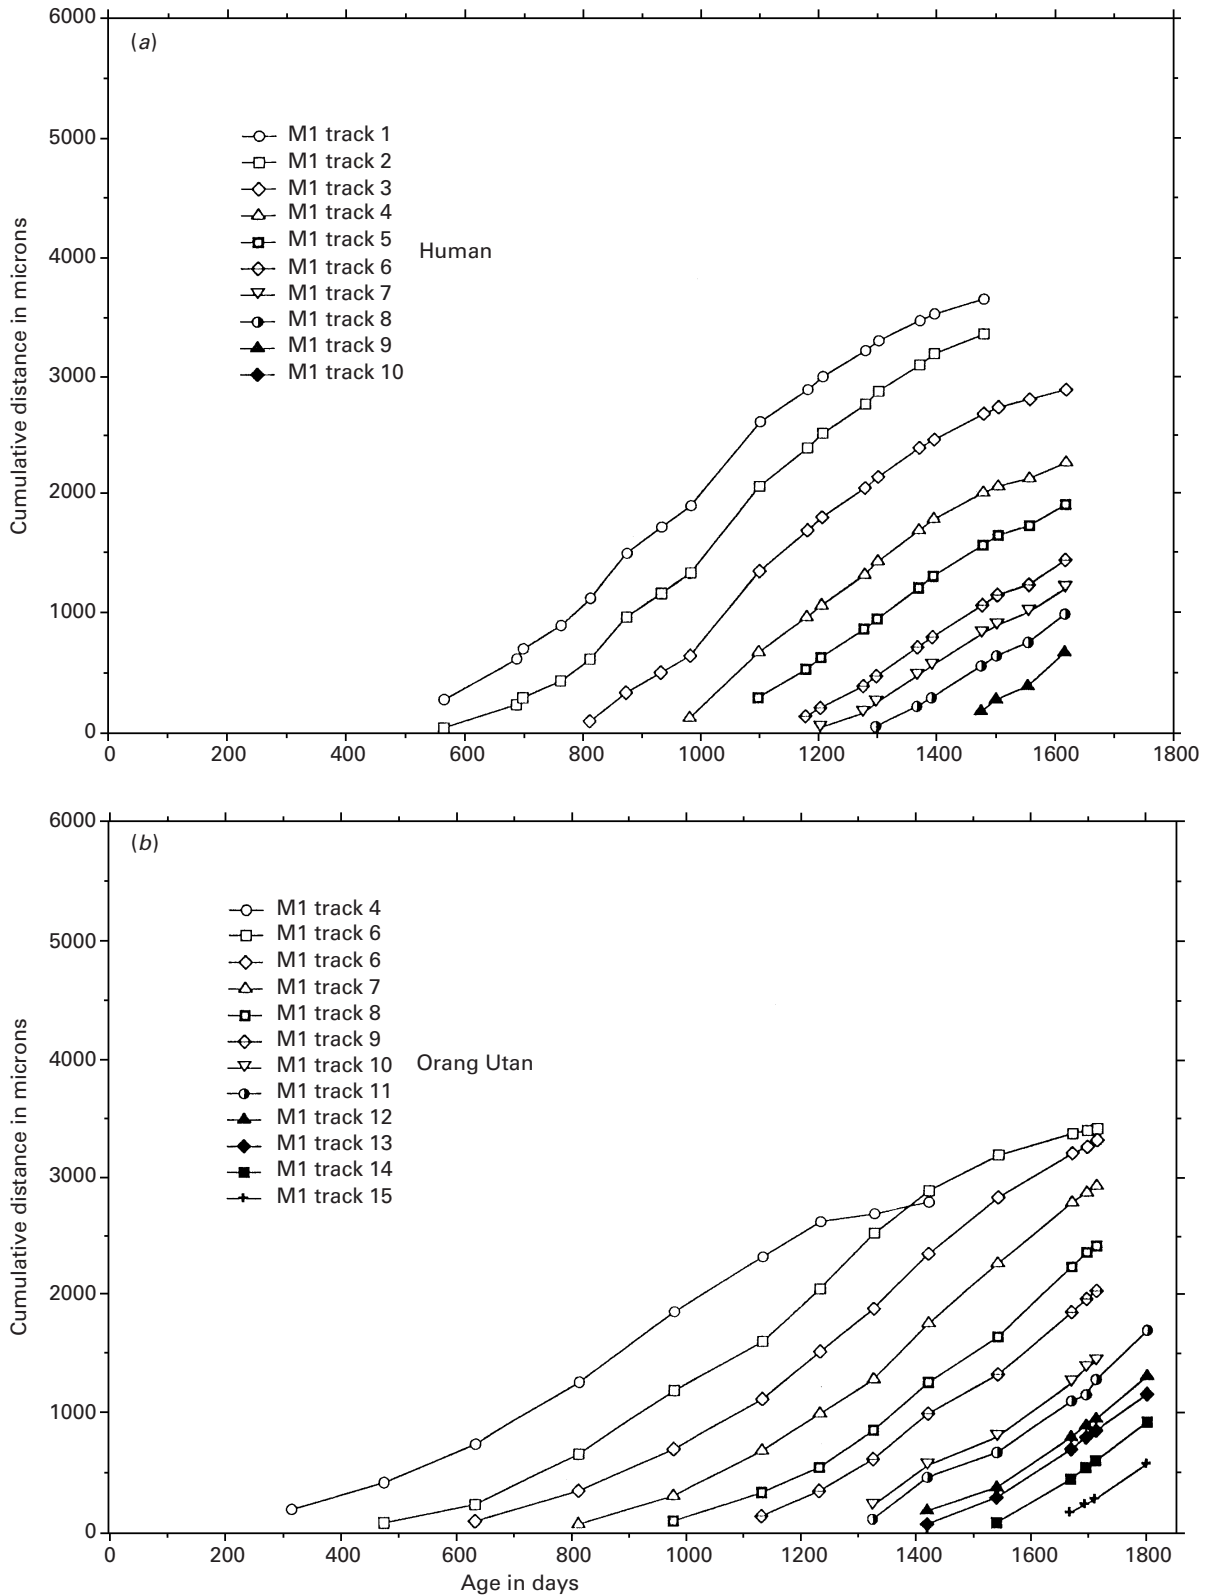 6000
(a)
5000
4000
3000
2000
1000
0
Cumulative distance in microns
M1 track 1
M1 track 2
M1 track 3
M1 track 4
M1 track 5
M1 track 6
M1 track 7
M1 track 8
M1 track 9
M1 track 10
Human
0 200 400 600 800 1000 1200 1400 1600 1800
6000
(b)
5000
4000
3000
2000
1000
0
Cumulative distance in microns
M1 track 4
M1 track 6
M1 track 6
M1 track 7
M1 track 8
M1 track 9
M1 track 10
M1 track 11
M1 track 12
M1 track 13
M1 track 14
M1 track 15
Orang Utan
0 200 400 600 800 1000 1200 1400 1600 1800
Age in days